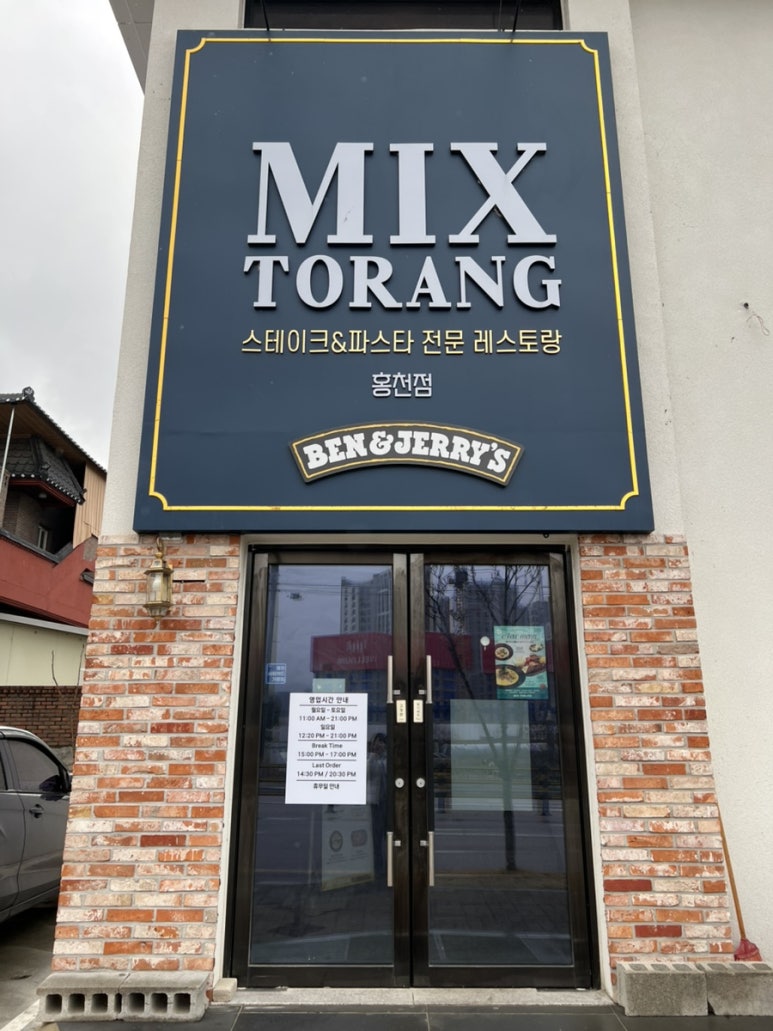 MIX
TORANG
스테이크&파스타 전문 레스토랑
홍천점
BEN & JERRY'S
영업시간 안내
월요일 - 토요일
11:00 AM - 21:00 PM
일요일
12:20 PM - 21:00 PM
Break Time
15:00 PM - 17:00 PM
Last Order
14:30 PM / 20:30 PM
휴무일 안내